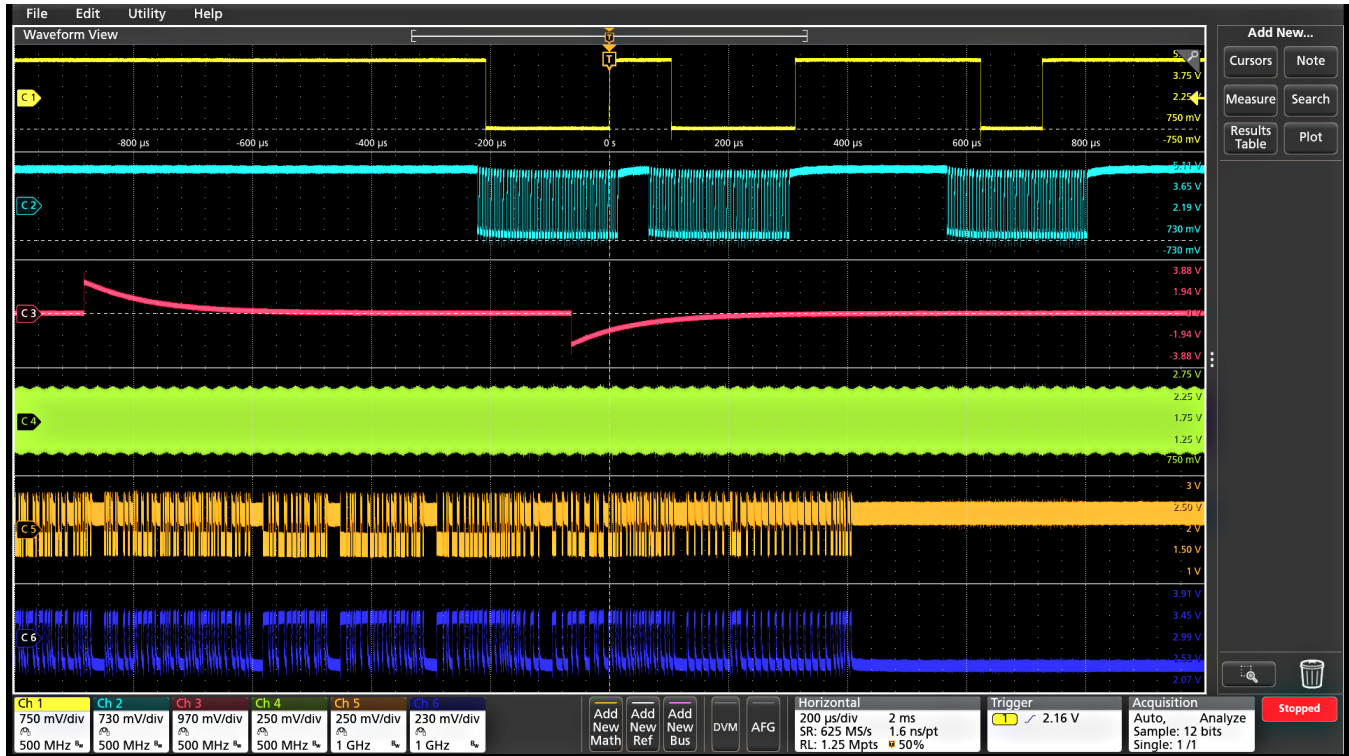 File Edit Utility Help
Waveform View
T
T
C 1
3.75 V
750 mV
-750 mV
-800 µs -600 µs -400 µs -200 µs 0 s 200 µs 400 µs 600 µs 800 µs
C 2
5.11 V
3.65 V
2.19 V
730 mV
-730 mV
C 3
3.88 V
1.94 V
0 V
-1.94 V
-3.88 V
C 4
2.75 V
2.25 V
1.75 V
1.25 V
750 mV
C 5
3 V
2.50 V
2 V
1.50 V
1 V
C 6
3.91 V
3.45 V
2.99 V
2.53 V
2.07 V
Add New...
Cursors Note
Measure Search
Results Table Plot
Ch 1
750 mV/div
500 MHz Bw
Ch 2
730 mV/div
500 MHz Bw
Ch 3
970 mV/div
500 MHz Bw
Ch 4
250 mV/div
500 MHz Bw
Ch 5
250 mV/div
1 GHz Bw
Ch 6
230 mV/div
1 GHz Bw
Add New Math
Add New Ref
Add New Bus
DVM
AFG
Horizontal
200 µs/div 2 ms
SR: 625 MS/s 1.6 ns/pt
RL: 1.25 Mpts 50%
Trigger
1 2.16 V
Acquisition
Auto, Analyze
Sample: 12 bits
Single: 1/1
Stopped